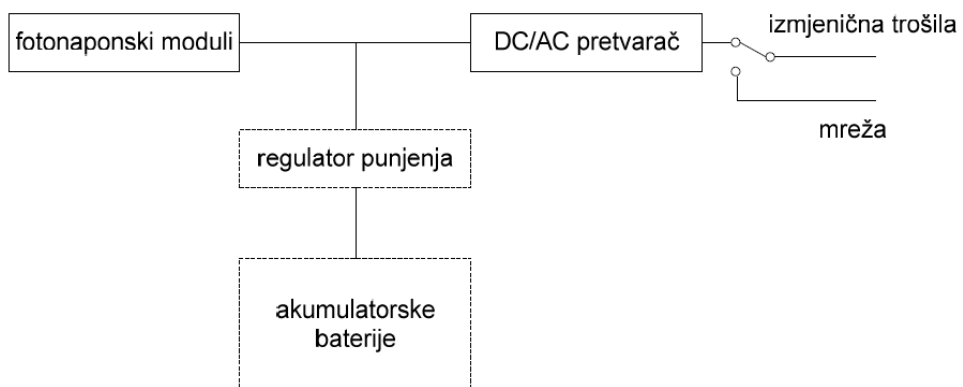 fotonaponski moduli
DC/AC pretvarač
izmjenična trošila
mreža
regulator punjenja
akumulatorske
baterije